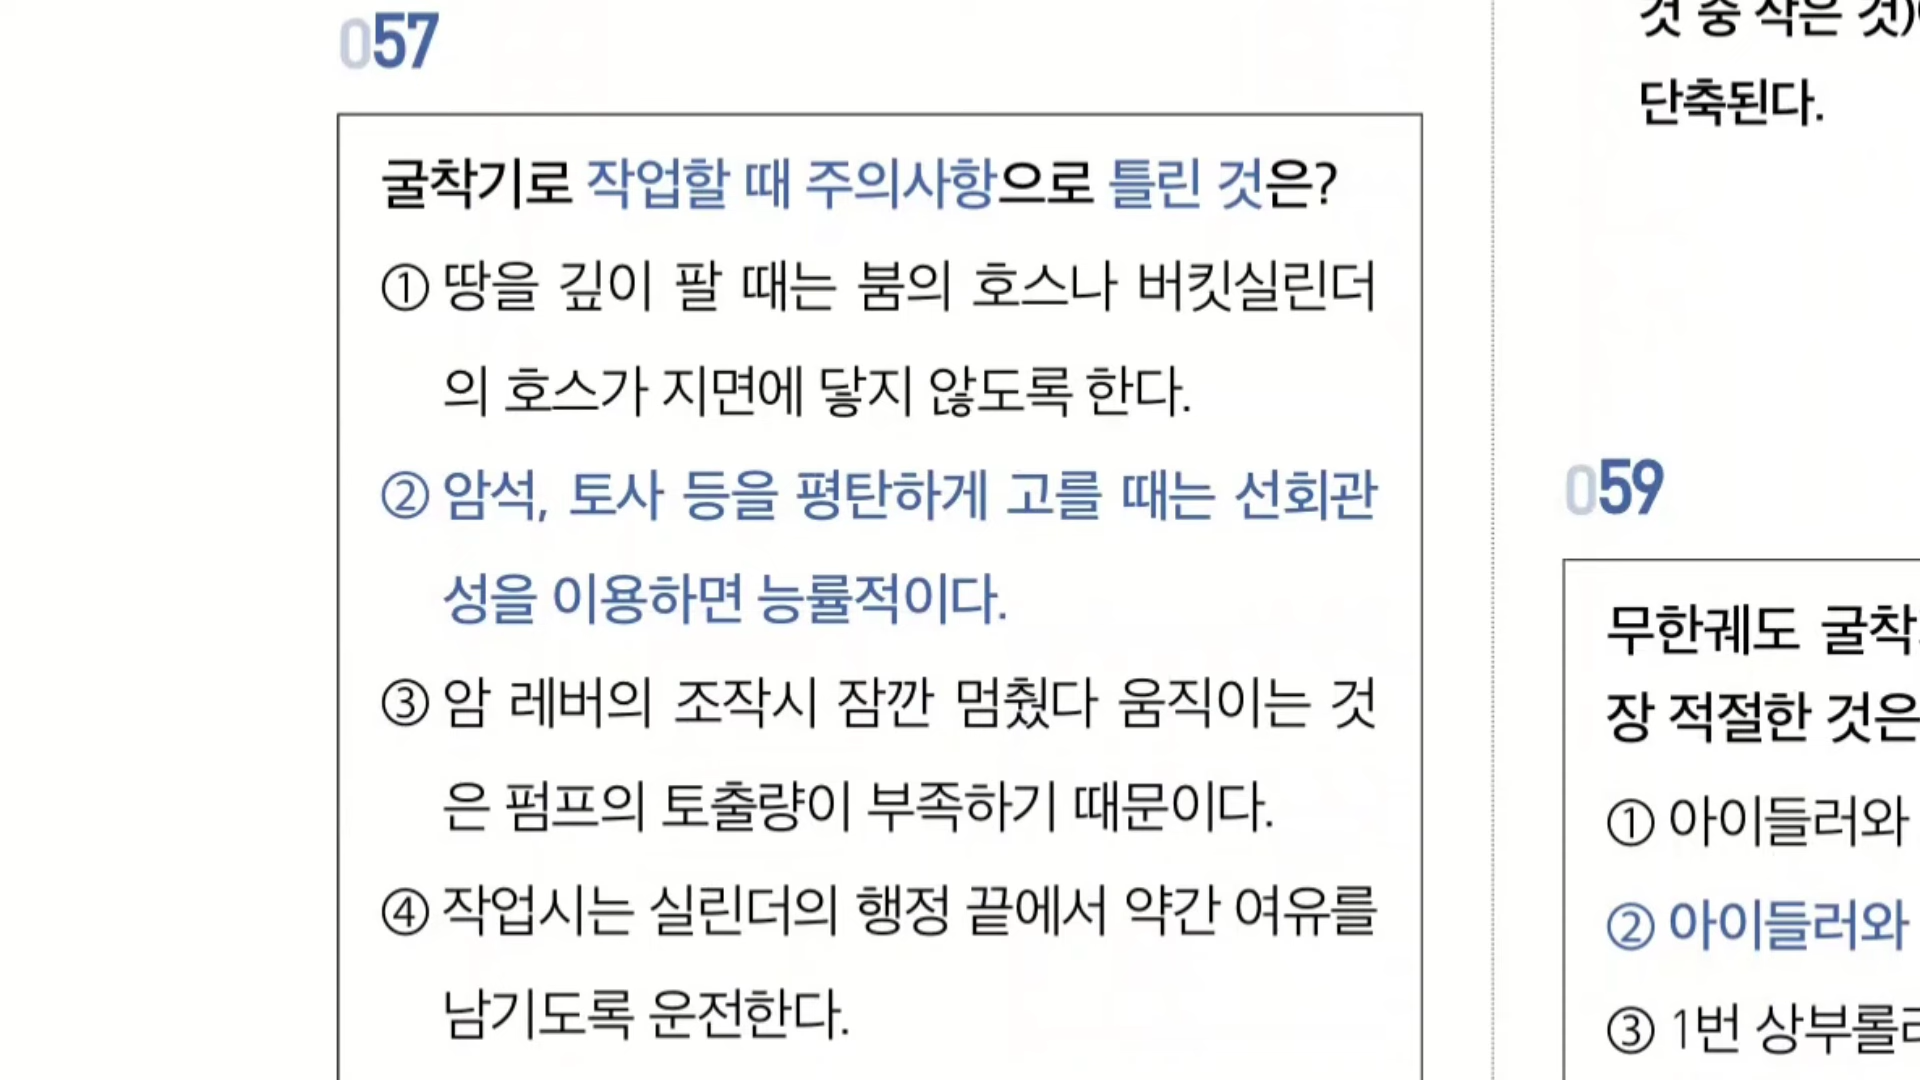 057
굴착기로 작업할 때 주의사항으로 틀린 것은?
① 땅을 깊이 팔 때는 붐의 호스나 버킷실린더
의 호스가 지면에 닿지 않도록 한다.
② 암석, 토사 등을 평탄하게 고를 때는 선회관
성을 이용하면 능률적이다.
③ 암 레버의 조작시 잠깐 멈췄다 움직이는 것
은 펌프의 토출량이 부족하기 때문이다.
④ 작업시는 실린더의 행정 끝에서 약간 여유를
남기도록 운전한다.
것 중 작은 것)
단축된다.
059
무한궤도 굴착
장 적절한 것은
① 아이들러와
② 아이들러와
③ 1번 상부롤러